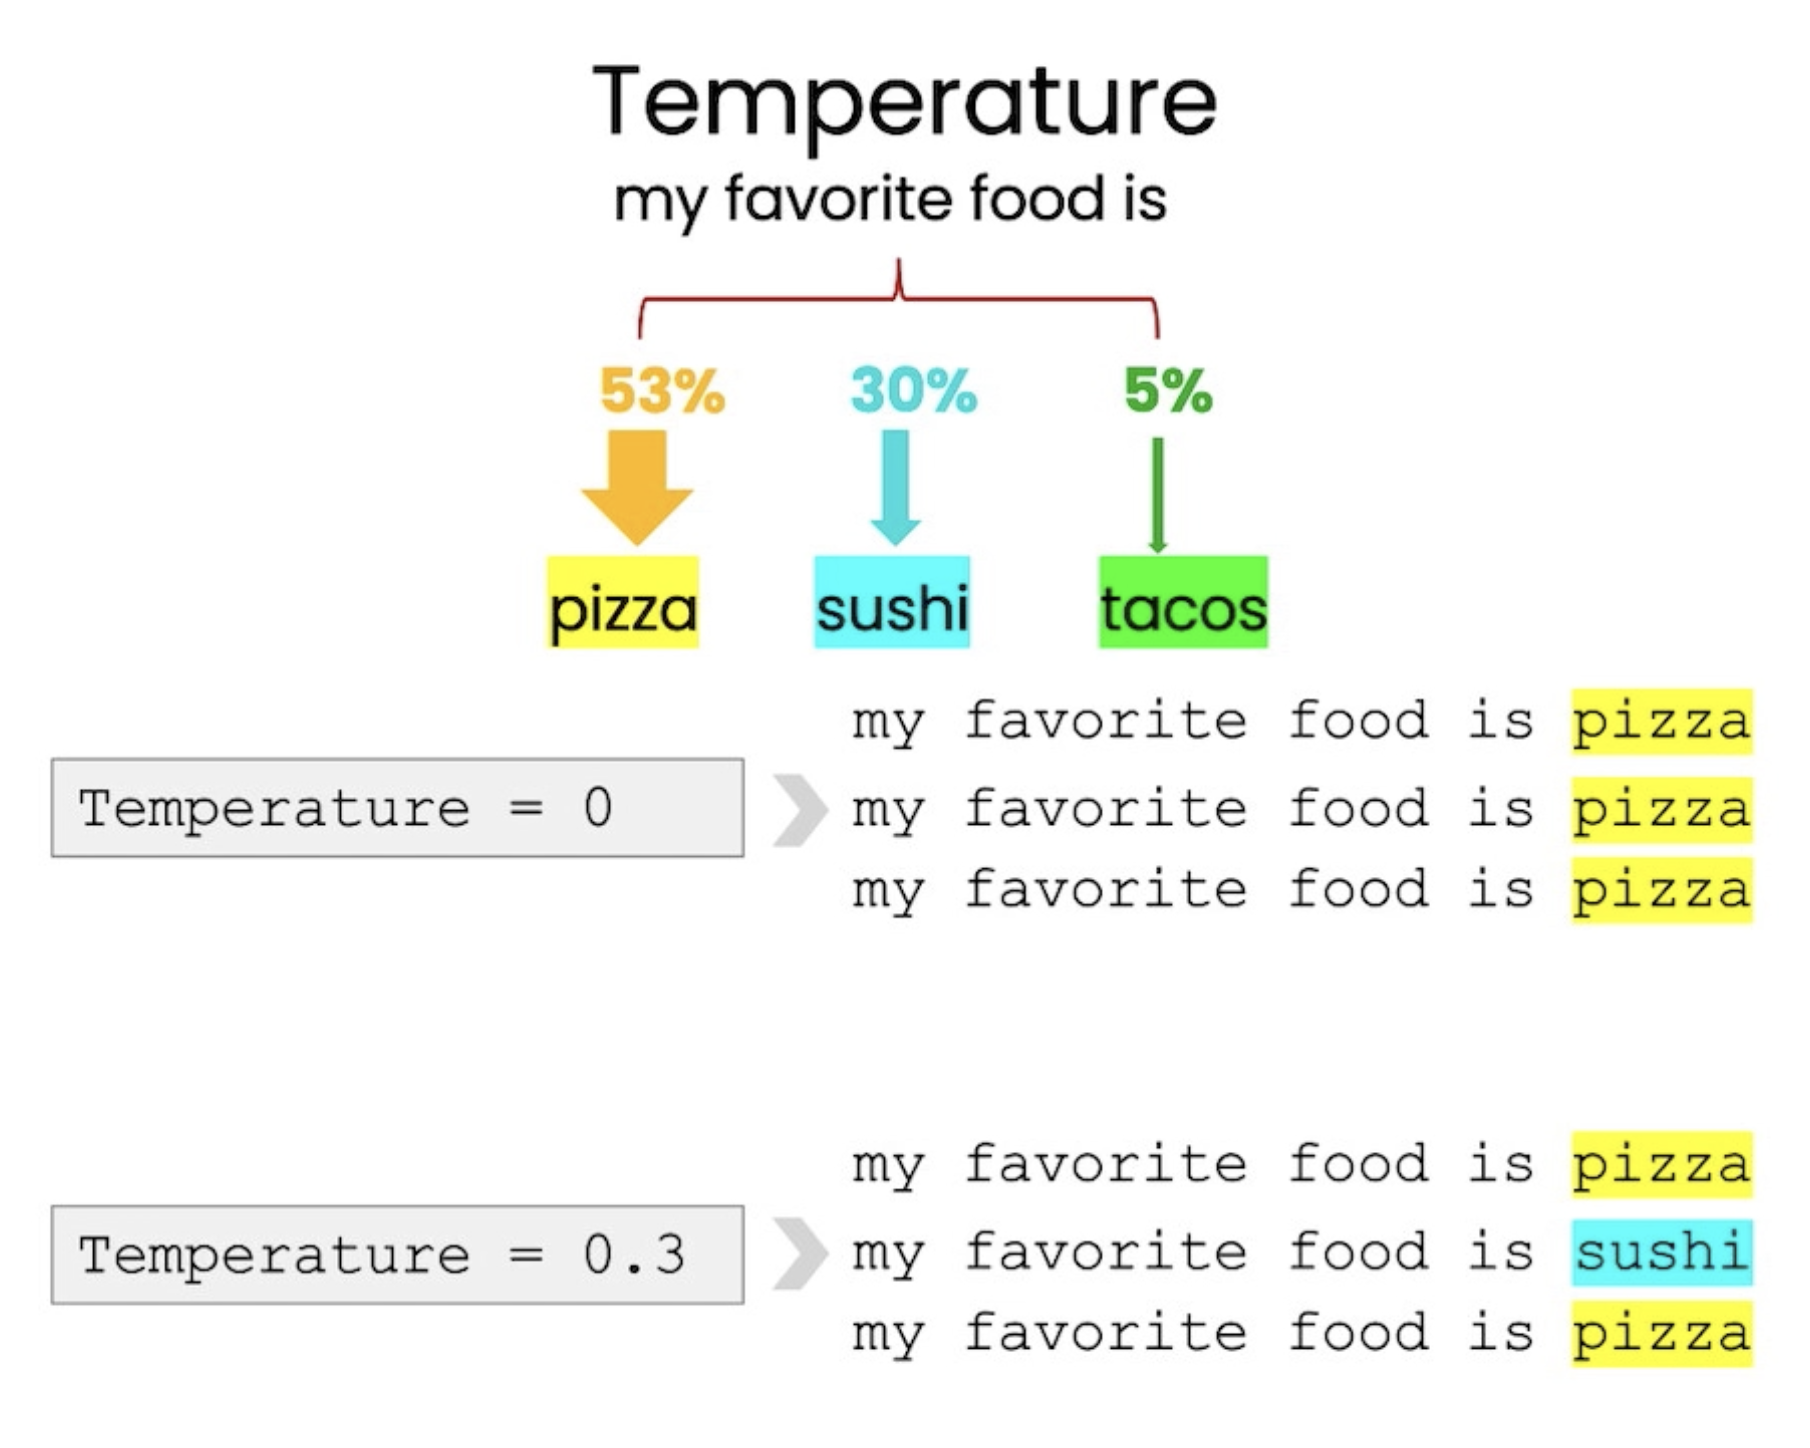 Temperature
my favorite food is
53% 30% 5%
pizza sushi tacos
my favorite food is pizza
Temperature = 0
my favorite food is pizza
my favorite food is pizza
my favorite food is pizza
Temperature = 0.3
my favorite food is sushi
my favorite food is pizza